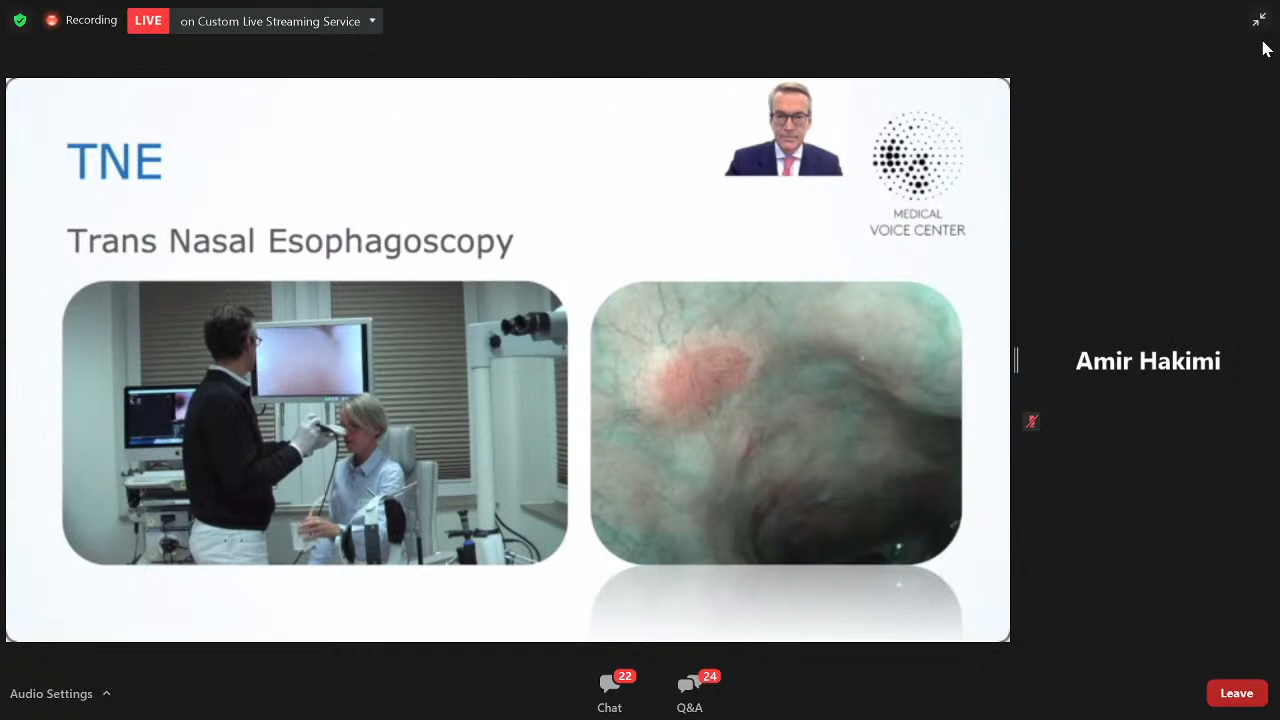 Recording
LIVE
on Custom Live Streaming Service
TNE
Trans Nasal Esophagoscopy
MEDICAL
VOICE CENTER
Amir Hakimi
Audio Settings
22
Chat
24
Q&A
Leave